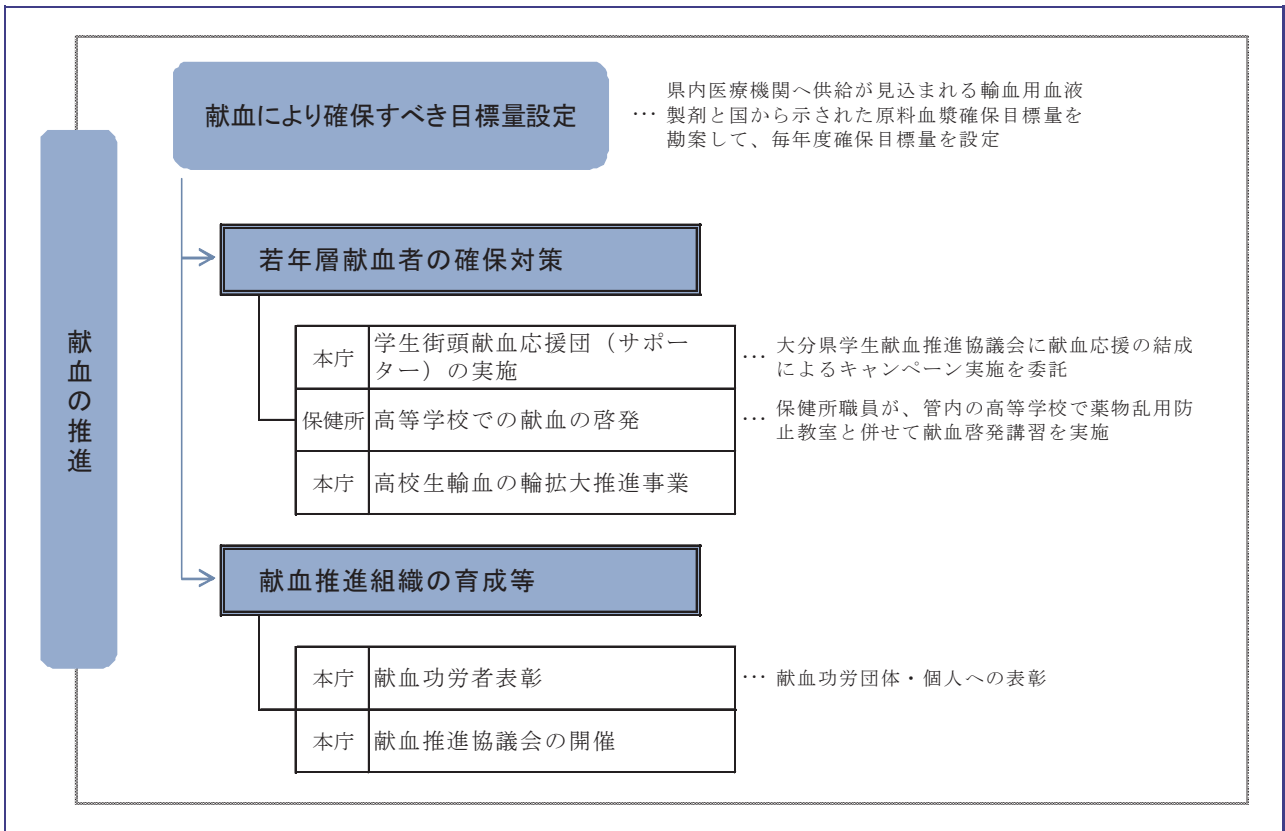 献血の推進
献血により確保すべき目標量設定
… 県内医療機関へ供給が見込まれる輸血用血液
製剤と国から示された原料血漿確保目標量を
勘案して、毎年度確保目標量を設定
若年層献血者の確保対策
本庁 学生街頭献血応援団（サポー
ター）の実施
… 大分県学生献血推進協議会に献血応援の結成
によるキャンペーン実施を委託
保健所 高等学校での献血の啓発
… 保健所職員が、管内の高等学校で薬物乱用防
止教室と併せて献血啓発講習を実施
本庁 高校生輸血の輪拡大推進事業
献血推進組織の育成等
本庁 献血功労者表彰
… 献血功労団体・個人への表彰
本庁 献血推進協議会の開催